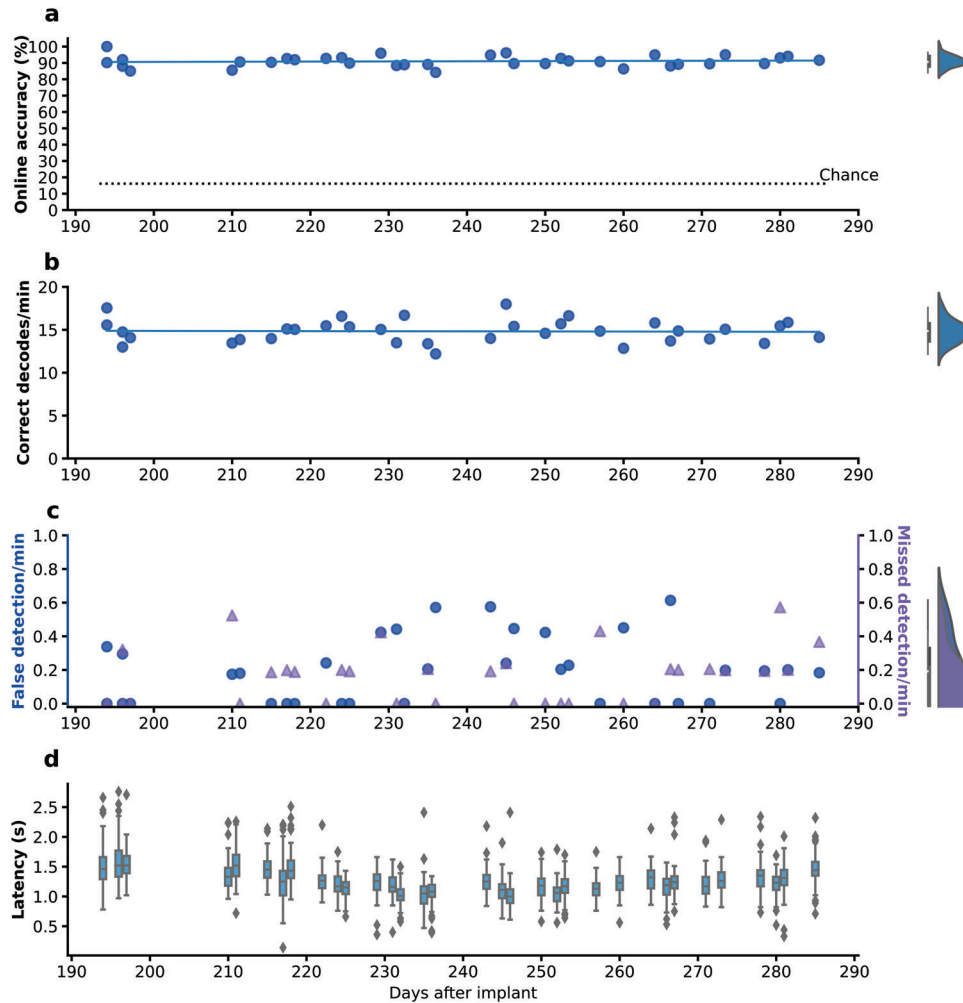 a
Online accuracy (%)
100
90
80
70
60
50
40
30
20
10
0
Chance
190 200 210 220 230 240 250 260 270 280 290
b
Correct decodes/min
20
15
10
5
0
190 200 210 220 230 240 250 260 270 280 290
c
False detection/min
1.0 1.0
0.8 0.8
0.6 0.6
0.4 0.4
0.2 0.2
0.0 0.0
Missed detection/min
190 200 210 220 230 240 250 260 270 280 290
d
Latency (s)
2.5
2.0
1.5
1.0
0.5
190 200 210 220 230 240 250 260 270 280 290
Days after implant